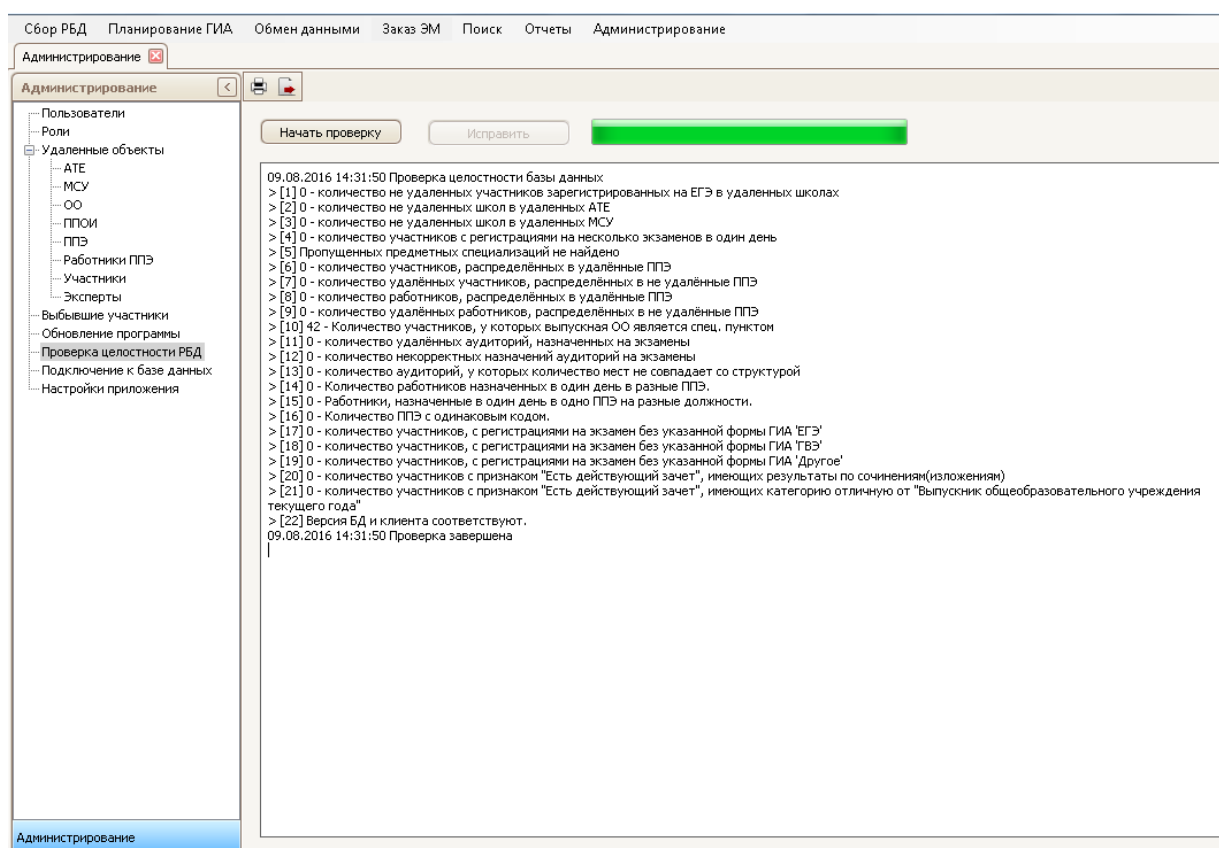 Сбор РБД Планирование ГИА Обмен данными Заказ ЭМ Поиск Отчеты Администрирование
Администрирование
Администрирование
Пользователи
Роли
Удаленные объекты
АТЕ
МСУ
ОО
ППОИ
ППЭ
Работники ППЭ
Участники
Эксперты
Выбывшие участники
Обновление программы
Проверка целостности РБД
Подключение к базе данных
Настройки приложения
Администрирование
Начать проверку Исправить
09.08.2016 14:31:50 Проверка целостности базы данных
> [1] 0 - количество не удаленных участников зарегистрированных на ЕГЭ в удаленных школах
> [2] 0 - количество не удаленных школ в удаленных АТЕ
> [3] 0 - количество не удаленных школ в удаленных МСУ
> [4] 0 - количество участников с регистрациями на несколько экзаменов в один день
> [5] Пропущенных предметных специализаций не найдено
> [6] 0 - количество участников, распределённых в удалённые ППЭ
> [7] 0 - количество удалённых участников, распределённых в не удалённые ППЭ
> [8] 0 - количество работников, распределённых в удалённые ППЭ
> [9] 0 - количество удалённых работников, распределённых в не удалённые ППЭ
> [10] 42 - Количество участников, у которых выпускная ОО является спец. пунктом
> [11] 0 - количество удалённых аудиторий, назначенных на экзамены
> [12] 0 - количество некорректных назначений аудиторий на экзамены
> [13] 0 - количество аудиторий, у которых количество мест не совпадает со структурой
> [14] 0 - Количество работников назначенных в один день в разные ППЭ.
> [15] 0 - Работники, назначенные в один день в одно ППЭ на разные должности.
> [16] 0 - Количество ППЭ с одинаковым кодом.
> [17] 0 - количество участников, с регистрациями на экзамен без указанной формы ГИА 'ЕГЭ'
> [18] 0 - количество участников, с регистрациями на экзамен без указанной формы ГИА 'ГВЭ'
> [19] 0 - количество участников, с регистрациями на экзамен без указанной формы ГИА 'Другое'
> [20] 0 - количество участников с признаком "Есть действующий зачет", имеющих результаты по сочинениям(изложениям)
> [21] 0 - количество участников с признаком "Есть действующий зачет", имеющих категорию отличную от "Выпускник общеобразовательного учреждения
текущего года"
> [22] Версия БД и клиента соответствуют.
09.08.2016 14:31:50 Проверка завершена